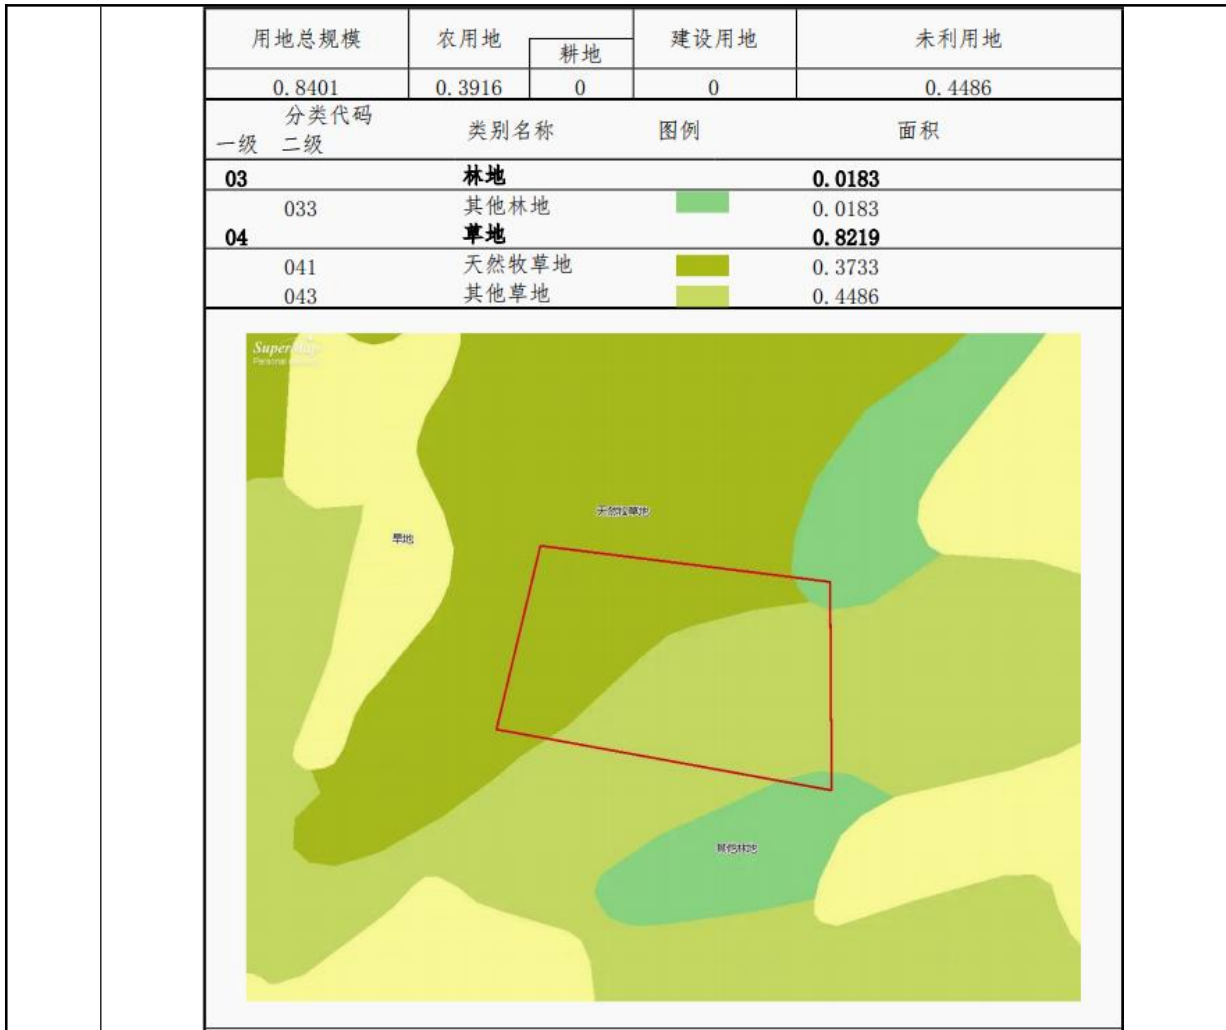 用地总规模 农用地 耕地 建设用地 未利用地
0.8401 0.3916 0 0 0.4486
分类代码
一级 二级 类别名称 图例 面积
03 林地 0.0183
033 其他林地 0.0183
04 草地 0.8219
041 天然牧草地 0.3733
043 其他草地 0.4486
SuperMap
Personal
天然牧草地
旱地
其他林地